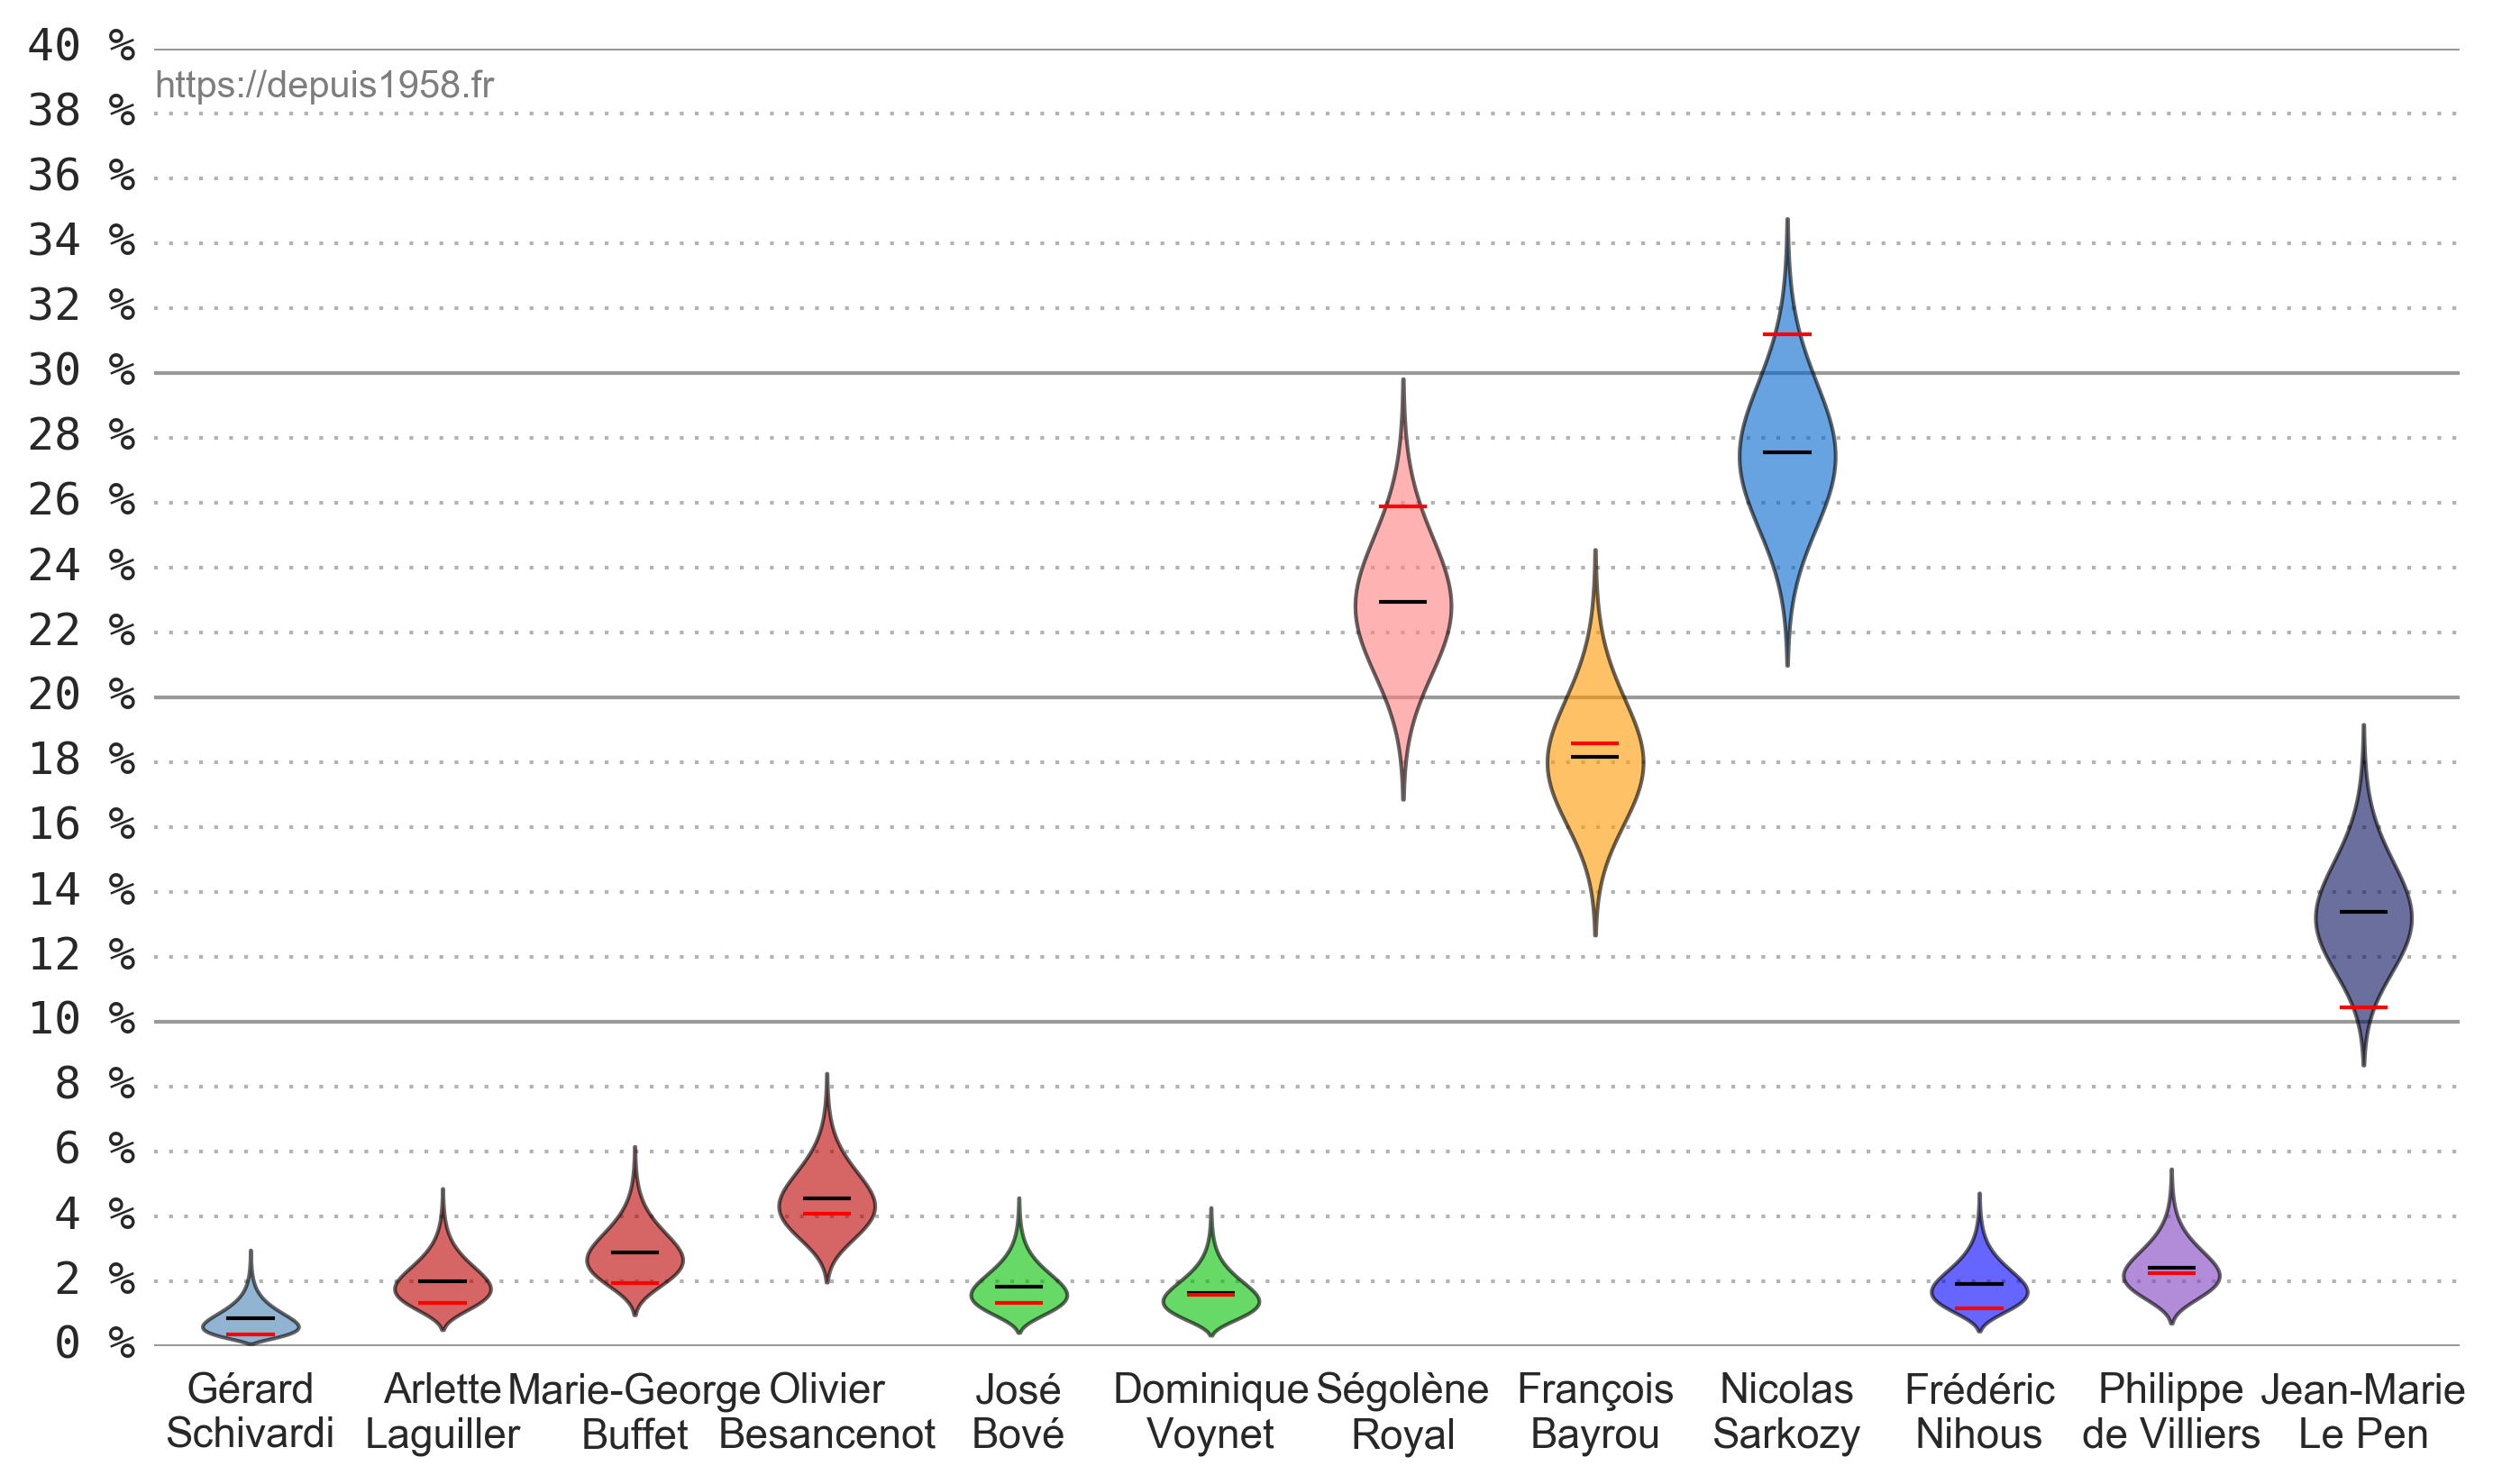 40 %
https://depuis1958.fr
38 %
36 %
34 %
32 %
30 %
28 %
26 %
24 %
22 %
20 %
18 %
16 %
14 %
12 %
10 %
8 %
6 %
4 %
2 %
0 %
Gérard
Schivardi
Arlette
Laguiller
Marie-George
Buffet
Olivier
Besancenot
José
Bové
Dominique
Voynet
Ségolène
Royal
François
Bayrou
Nicolas
Sarkozy
Frédéric
Nihous
Philippe
de Villiers
Jean-Marie
Le Pen